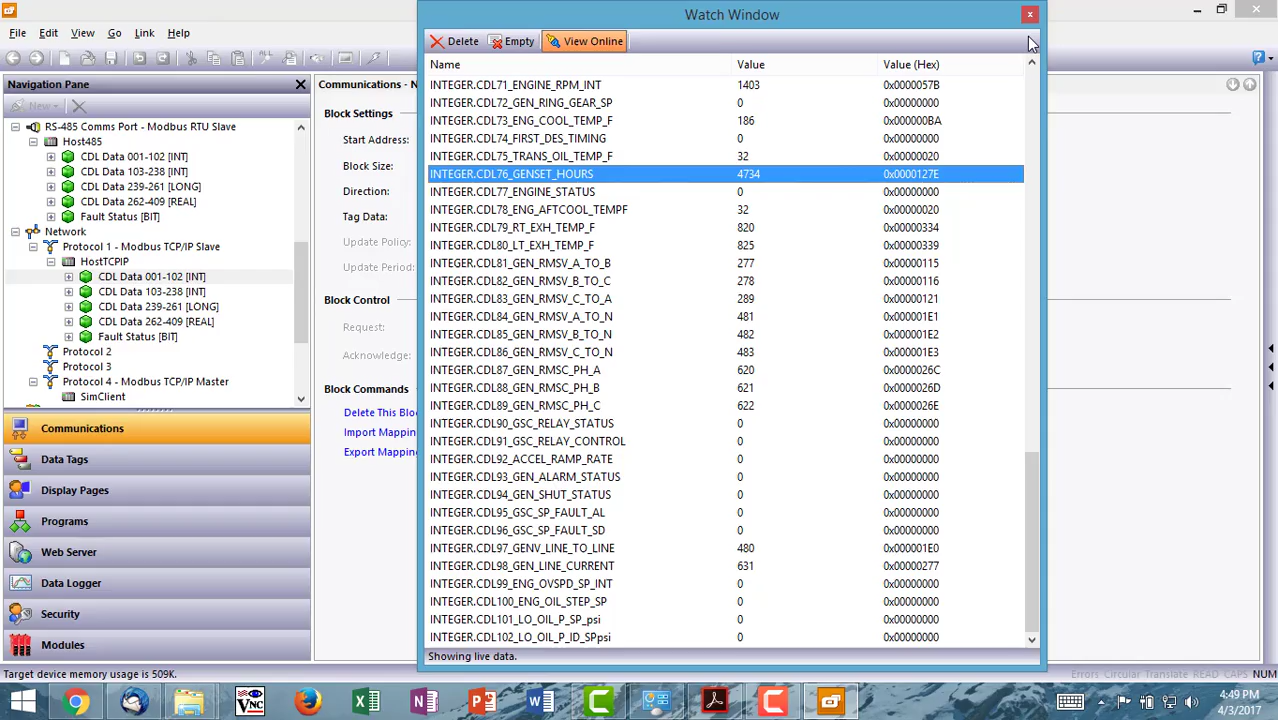 Watch Window
x
File Edit View Go Link Help
Delete Empty View Online
Navigation Pane
Communications - N
New
Name Value Value (Hex)
INTEGER.CDL71_ENGINE_RPM_INT 1403 0x0000057B
INTEGER.CDL72_GEN_RING_GEAR_SP 0 0x00000000
INTEGER.CDL73_ENG_COOL_TEMP_F 186 0x000000BA
INTEGER.CDL74_FIRST_DES_TIMING 0 0x00000000
INTEGER.CDL75_TRANS_OIL_TEMP_F 32 0x00000020
INTEGER.CDL76_GENSET_HOURS 4734 0x0000127E
INTEGER.CDL77_ENGINE_STATUS 0 0x00000000
INTEGER.CDL78_ENG_AFTCOOL_TEMPF 32 0x00000020
INTEGER.CDL79_RT_EXH_TEMP_F 820 0x00000334
INTEGER.CDL80_LT_EXH_TEMP_F 825 0x00000339
INTEGER.CDL81_GEN_RMSV_A_TO_B 277 0x00000115
INTEGER.CDL82_GEN_RMSV_B_TO_C 278 0x00000116
INTEGER.CDL83_GEN_RMSV_C_TO_A 289 0x00000121
INTEGER.CDL84_GEN_RMSV_A_TO_N 481 0x000001E1
INTEGER.CDL85_GEN_RMSV_B_TO_N 482 0x000001E2
INTEGER.CDL86_GEN_RMSV_C_TO_N 483 0x000001E3
INTEGER.CDL87_GEN_RMSC_PH_A 620 0x0000026C
INTEGER.CDL88_GEN_RMSC_PH_B 621 0x0000026D
INTEGER.CDL89_GEN_RMSC_PH_C 622 0x0000026E
INTEGER.CDL90_GSC_RELAY_STATUS 0 0x00000000
INTEGER.CDL91_GSC_RELAY_CONTROL 0 0x00000000
INTEGER.CDL92_ACCEL_RAMP_RATE 0 0x00000000
INTEGER.CDL93_GEN_ALARM_STATUS 0 0x00000000
INTEGER.CDL94_GEN_SHUT_STATUS 0 0x00000000
INTEGER.CDL95_GSC_SP_FAULT_AL 0 0x00000000
INTEGER.CDL96_GSC_SP_FAULT_SD 0 0x00000000
INTEGER.CDL97_GENV_LINE_TO_LINE 480 0x000001E0
INTEGER.CDL98_GEN_LINE_CURRENT 631 0x00000277
INTEGER.CDL99_ENG_OVSPD_SP_INT 0 0x00000000
INTEGER.CDL100_ENG_OIL_STEP_SP 0 0x00000000
INTEGER.CDL101_LO_OIL_P_SP_psi 0 0x00000000
INTEGER.CDL102_LO_OIL_P_ID_SPpsi 0 0x00000000
Showing live data.
RS-485 Comms Port - Modbus RTU Slave
Host485
CDL Data 001-102 [INT]
CDL Data 103-238 [INT]
CDL Data 239-261 [LONG]
CDL Data 262-409 [REAL]
Fault Status [BIT]
Network
Protocol 1 - Modbus TCP/IP Slave
HostTCPIP
CDL Data 001-102 [INT]
CDL Data 103-238 [INT]
CDL Data 239-261 [LONG]
CDL Data 262-409 [REAL]
Fault Status [BIT]
Protocol 2
Protocol 3
Protocol 4 - Modbus TCP/IP Master
SimClient
Communications
Data Tags
Display Pages
Programs
Web Server
Data Logger
Security
Modules
Block Settings
Start Address:
Block Size:
Direction:
Tag Data:
Update Policy:
Update Period:
Block Control
Request:
Acknowledge:
Block Commands
Delete This Bloc
Import Mapping
Export Mapping
Target device memory usage is 509K.
Errors Circular Translate READ CAPS NUM
VNC
4:49 PM
4/3/2017